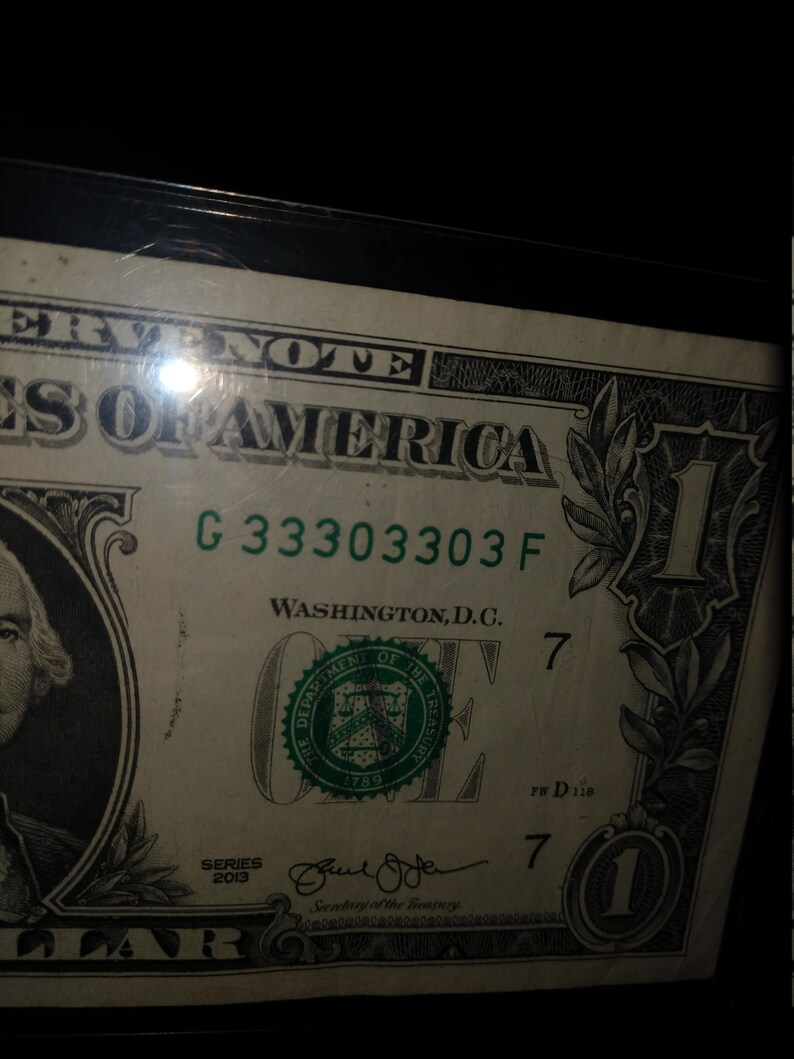 ERVE NOTE
ES OF AMERICA
1
G 33303303 F
WASHINGTON, D.C.
7
ONE
THE DEPARTMENT OF THE TREASURY
1789
FW D 118
7
SERIES
2013
Secretary of the Treasury.
1
LLAR